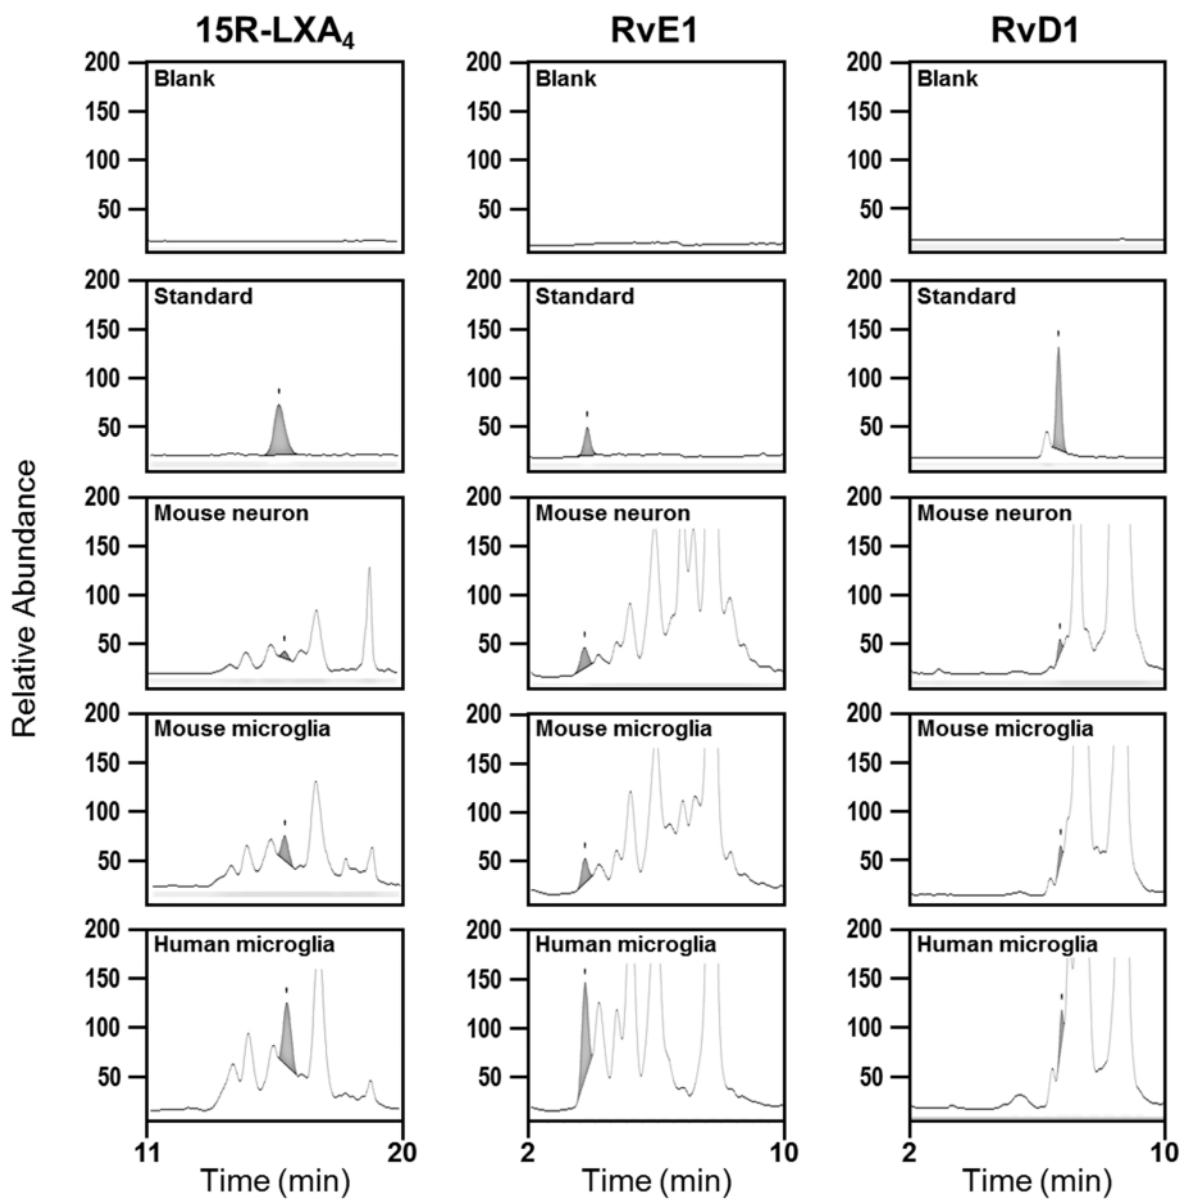 15R-LXA4 RvE1 RvD1
200 200 200
Blank Blank Blank
150 150 150
100 100 100
50 50 50
200 200 200
Standard Standard Standard
150 150 150
100 100 100
50 50 50
200 200 200
Mouse neuron Mouse neuron Mouse neuron
150 150 150
100 100 100
50 50 50
200 200 200
Mouse microglia Mouse microglia Mouse microglia
150 150 150
100 100 100
50 50 50
200 200 200
Human microglia Human microglia Human microglia
150 150 150
100 100 100
50 50 50
11 20 2 10 2 10
Time (min) Time (min) Time (min)
Relative Abundance